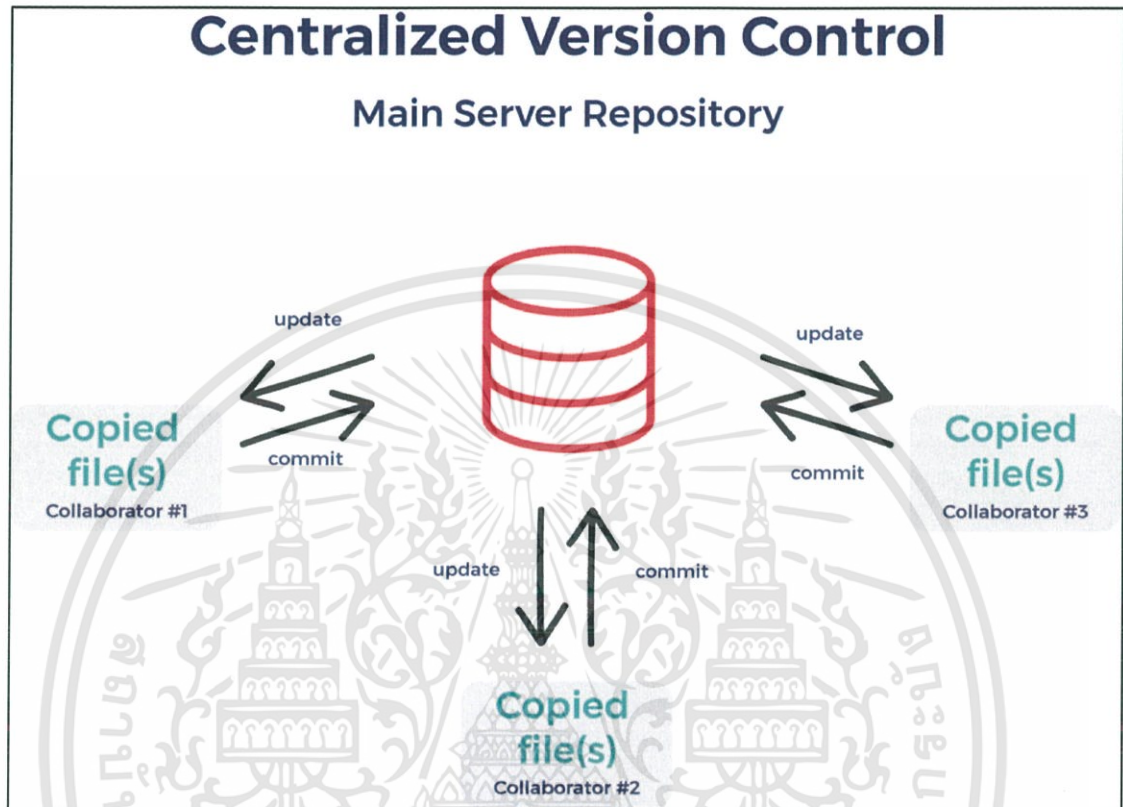 Centralized Version Control
Main Server Repository
update
update
Copied
file(s)
Collaborator #1
commit
commit
Copied
file(s)
Collaborator #3
update
commit
Copied
file(s)
Collaborator #2